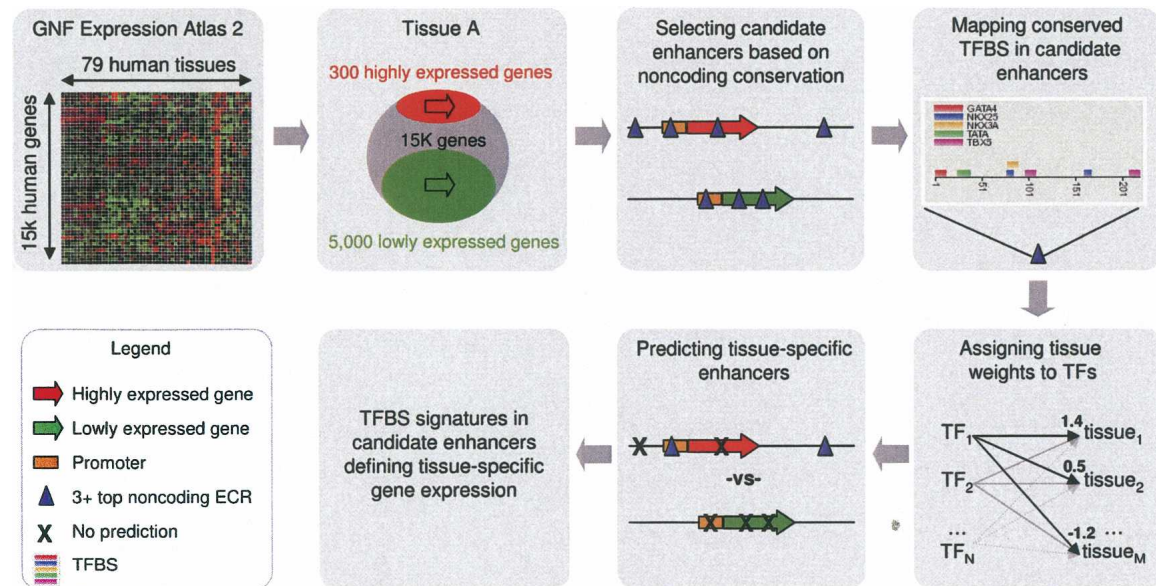 GNF Expression Atlas 2
79 human tissues
15k human genes
Tissue A
300 highly expressed genes
15K genes
5,000 lowly expressed genes
Selecting candidate
enhancers based on
noncoding conservation
Mapping conserved
TFBS in candidate
enhancers
GATA4
NKX25
NKX3A
TATA
TBX5
1
51
101
151
201
Legend
Highly expressed gene
Lowly expressed gene
Promoter
3+ top noncoding ECR
X No prediction
TFBS
TFBS signatures in
candidate enhancers
defining tissue-specific
gene expression
Predicting tissue-specific
enhancers
X X
-vs-
X X X
Assigning tissue
weights to TFs
TF1 1.4 tissue1
TF2 0.5 tissue2
... -1.2 ...
TFN tissueM